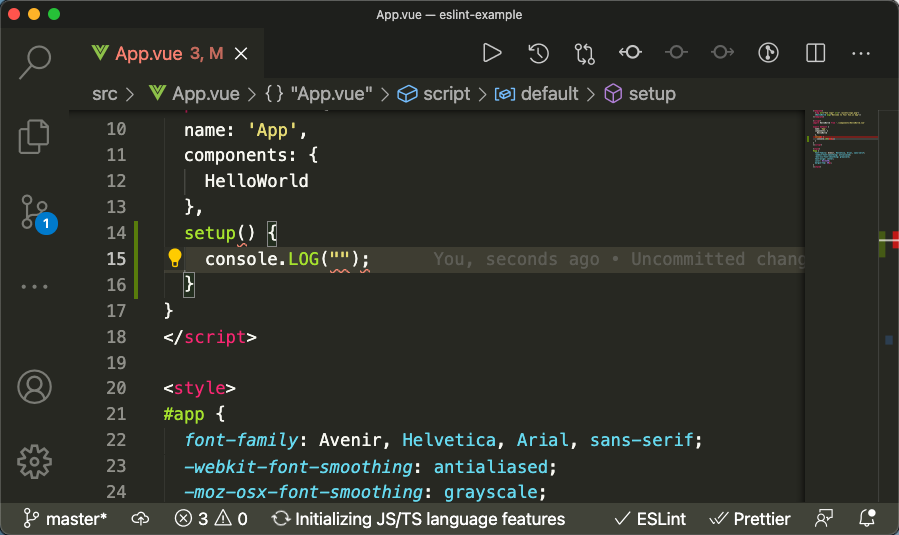 App.vue — eslint-example
App.vue 3, M
src > App.vue > {} "App.vue" > script > default > setup
10 name: 'App',
11 components: {
12 HelloWorld
13 },
14 setup() {
15 console.LOG(""); You, seconds ago • Uncommitted chang
16 }
17 }
18 </script>
19
20 <style>
21 #app {
22 font-family: Avenir, Helvetica, Arial, sans-serif;
23 -webkit-font-smoothing: antialiased;
24 -moz-osx-font-smoothing: grayscale;
1
master* 3 0 Initializing JS/TS language features ESLint Prettier